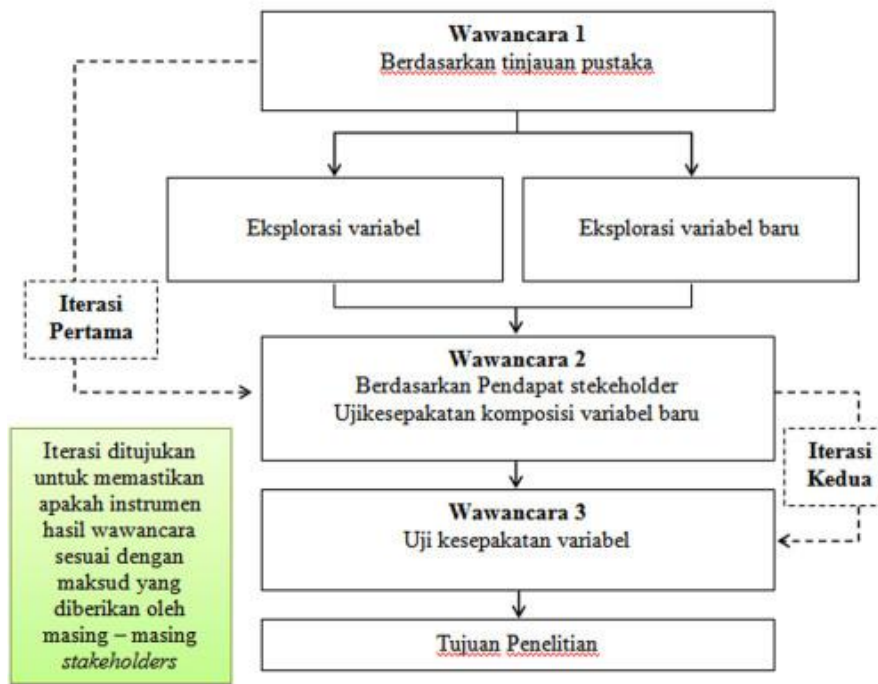 Wawancara 1
Berdasarkan tinjauan pustaka
Eksplorasi variabel
Eksplorasi variabel baru
Iterasi
Pertama
Wawancara 2
Berdasarkan Pendapat stekeholder
Ujikesepakatan komposisi variabel baru
Iterasi
Kedua
Iterasi ditujukan
untuk memastikan
apakah instrumen
hasil wawancara
sesuai dengan
maksud yang
diberikan oleh
masing – masing
stakeholders
Wawancara 3
Uji kesepakatan variabel
Tujuan Penelitian